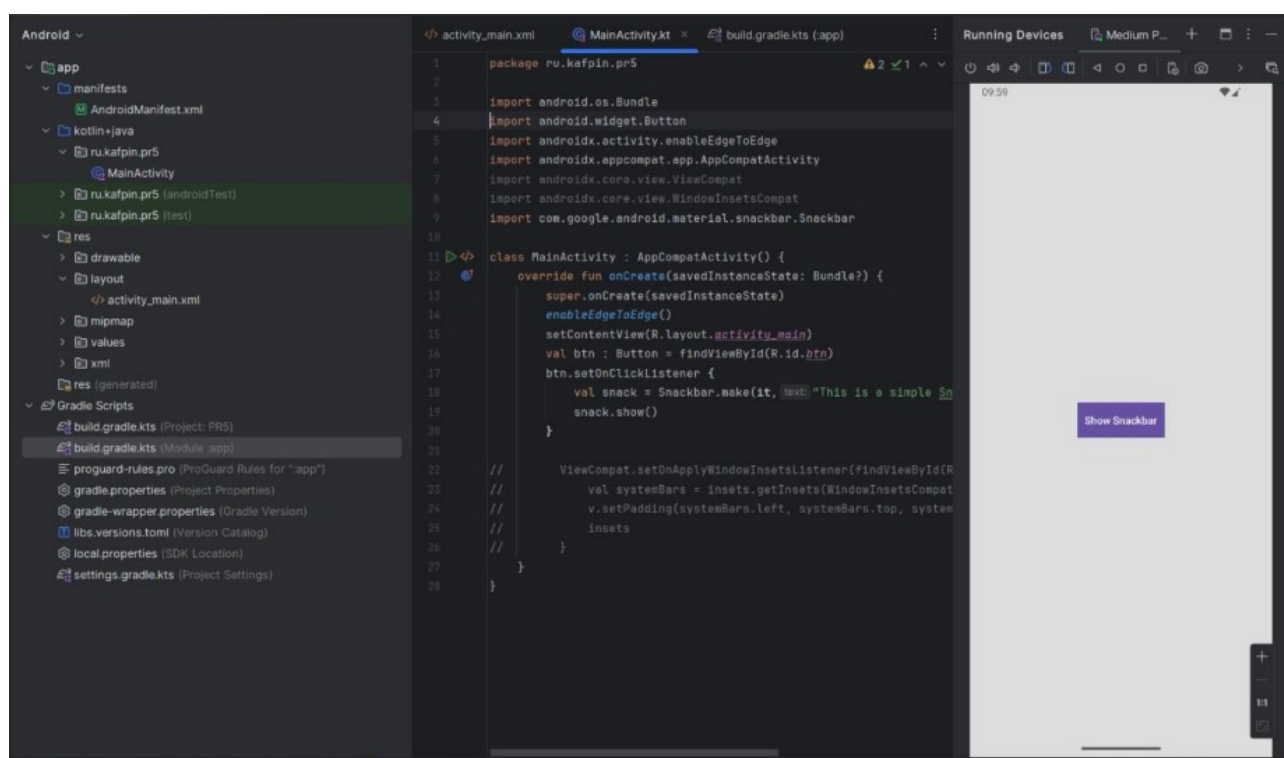 Android
app
manifests
AndroidManifest.xml
kotlin+java
ru.kafpin.pr5
MainActivity
ru.kafpin.pr5 (androidTest)
ru.kafpin.pr5 (test)
res
drawable
layout
activity_main.xml
mipmap
values
xml
res (generated)
Gradle Scripts
build.gradle.kts (Project: PR5)
build.gradle.kts (Module :app)
proguard-rules.pro (ProGuard Rules for ":app")
gradle.properties (Project Properties)
gradle-wrapper.properties (Gradle Version)
libs.versions.toml (Version Catalog)
local.properties (SDK Location)
settings.gradle.kts (Project Settings)
activity_main.xml MainActivity.kt build.gradle.kts (:app)
2 1
1 package ru.kafpin.pr5
2
3 import android.os.Bundle
4 import android.widget.Button
5 import androidx.activity.enableEdgeToEdge
6 import androidx.appcompat.app.AppCompatActivity
7 import androidx.core.view.ViewCompat
8 import androidx.core.view.WindowInsetsCompat
9 import com.google.android.material.snackbar.Snackbar
10
11 class MainActivity : AppCompatActivity() {
12 override fun onCreate(savedInstanceState: Bundle?) {
13 super.onCreate(savedInstanceState)
14 enableEdgeToEdge()
15 setContentView(R.layout.activity_main)
16 val btn : Button = findViewById(R.id.btn)
17 btn.setOnClickListener {
18 val snack = Snackbar.make(it, text: "This is a simple Sn
19 snack.show()
20 }
21
22 // ViewCompat.setOnApplyWindowInsetsListener(findViewById(R
23 // val systemBars = insets.getInsets(WindowInsetsCompat
24 // v.setPadding(systemBars.left, systemBars.top, system
25 // insets
26 // }
27 }
28 }
Running Devices Medium P...
09:59
Show Snackbar
1:1